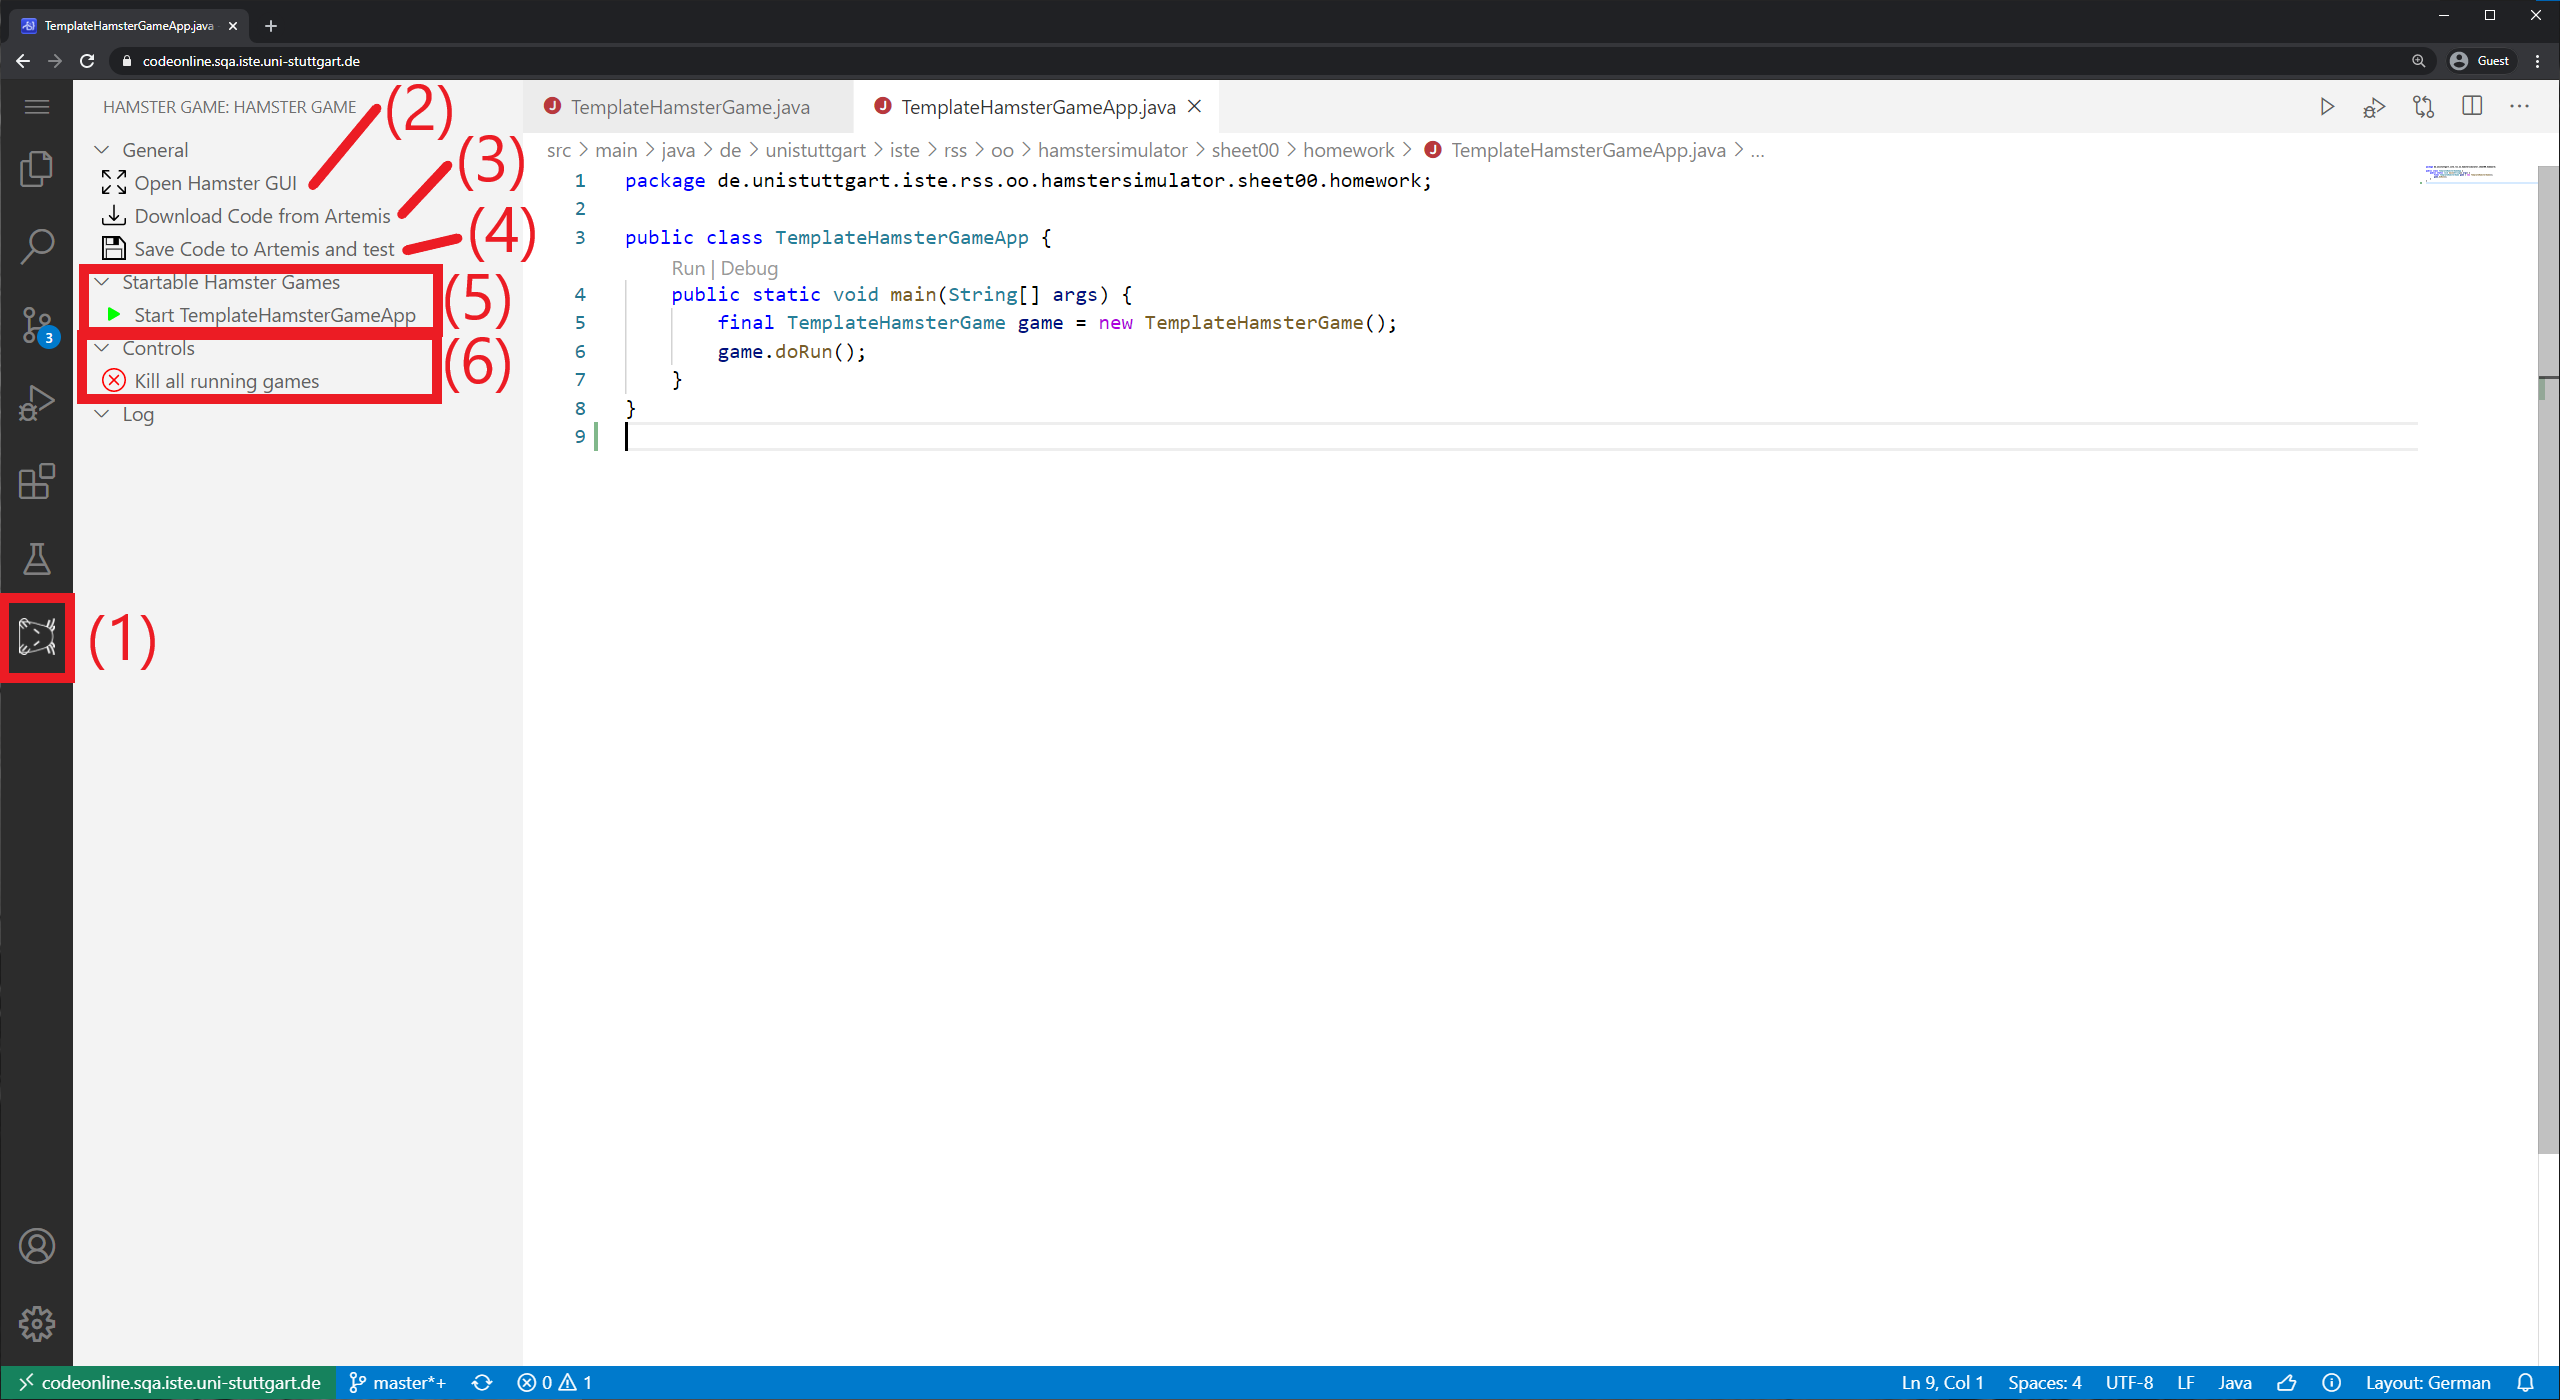 TemplateHamsterGameApp.java
codeonline.sqa.iste.uni-stuttgart.de
Guest
HAMSTER GAME: HAMSTER GAME
(2)
General
Open Hamster GUI
(3)
Download Code from Artemis
(4)
Save Code to Artemis and test
Startable Hamster Games
(5)
Start TemplateHamsterGameApp
Controls
(6)
Kill all running games
Log
3
(1)
TemplateHamsterGame.java
TemplateHamsterGameApp.java
src > main > java > de > unistuttgart > iste > rss > oo > hamstersimulator > sheet00 > homework > J TemplateHamsterGameApp.java > ...
1 package de.unistuttgart.iste.rss.oo.hamstersimulator.sheet00.homework;
2
3 public class TemplateHamsterGameApp {
Run | Debug
4 public static void main(String[] args) {
5 final TemplateHamsterGame game = new TemplateHamsterGame();
6 game.doRun();
7 }
8 }
9
codeonline.sqa.iste.uni-stuttgart.de master*+ 0 1 Ln 9, Col 1 Spaces: 4 UTF-8 LF Java Layout: German